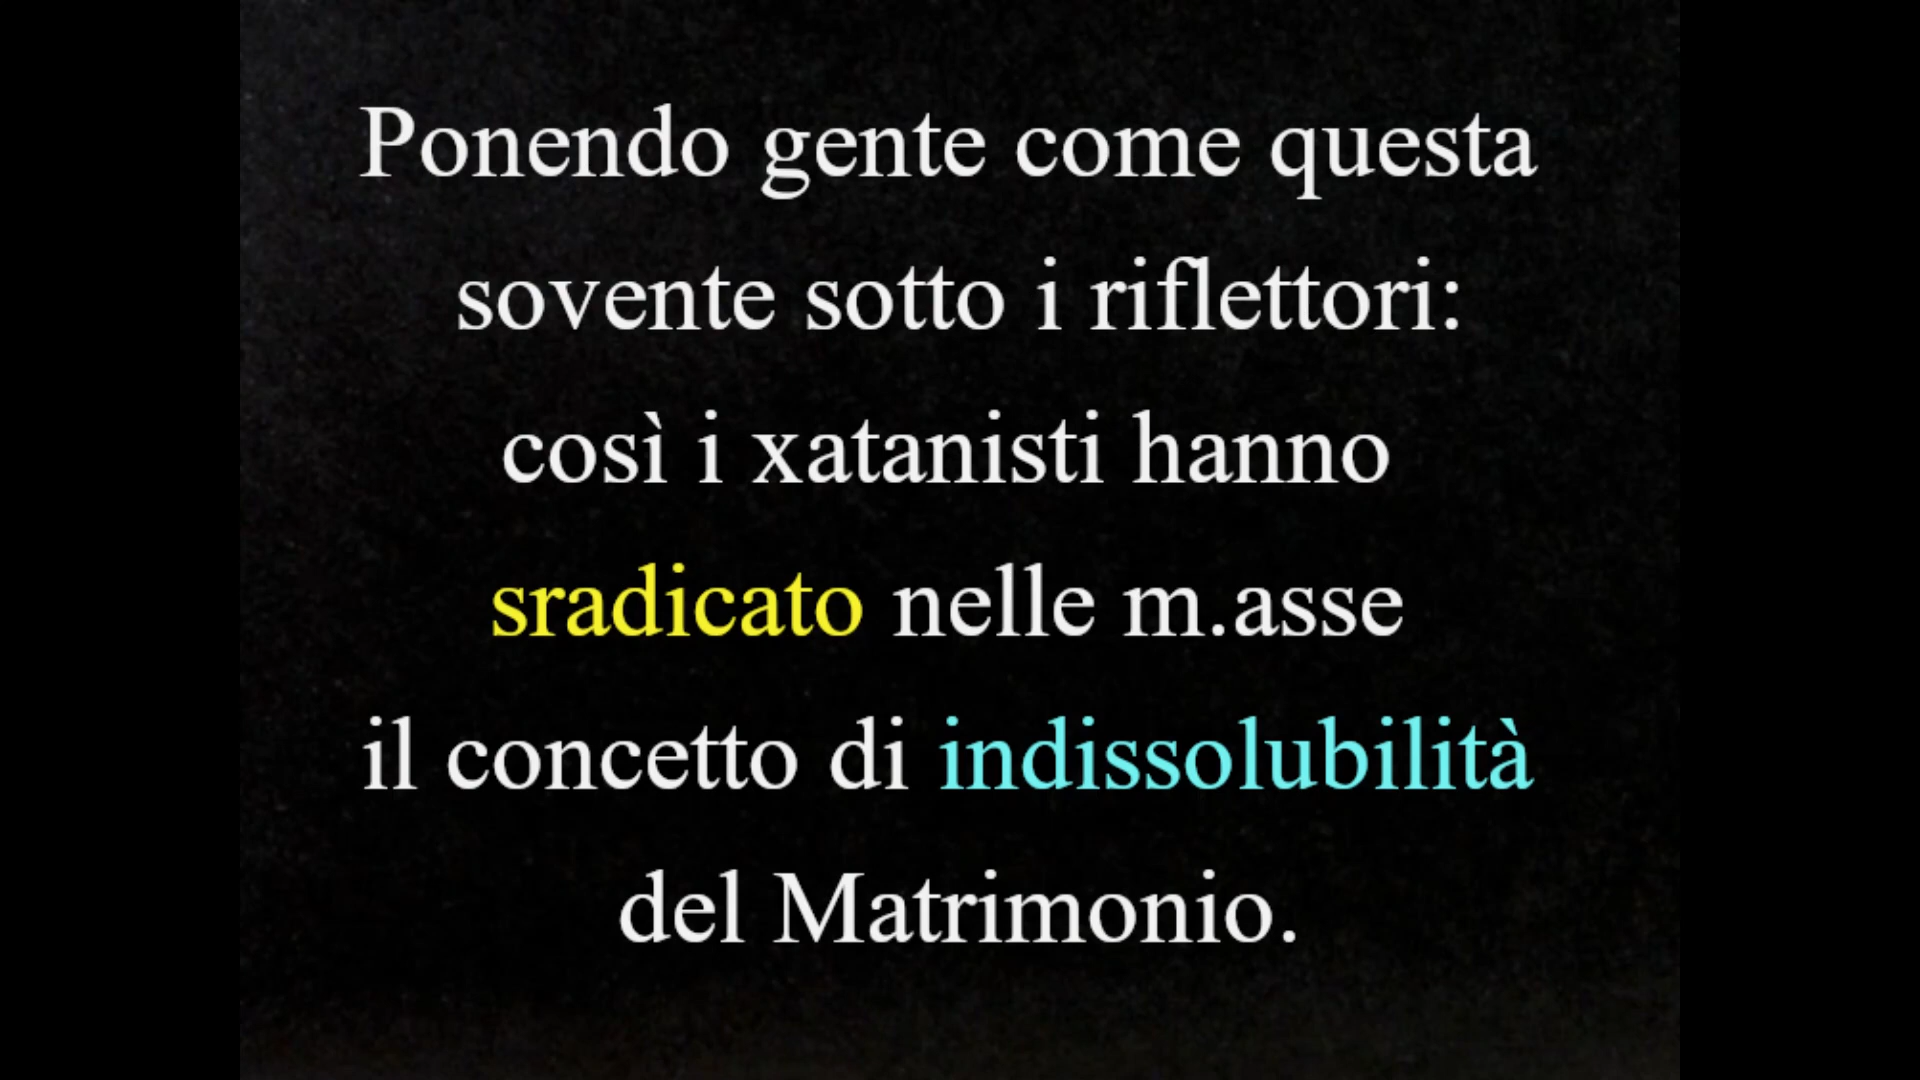 Ponendo gente come questa
sovente sotto i riflettori:
così i xatanisti hanno
sradicato nelle m.asse
il concetto di indissolubilità
del Matrimonio.